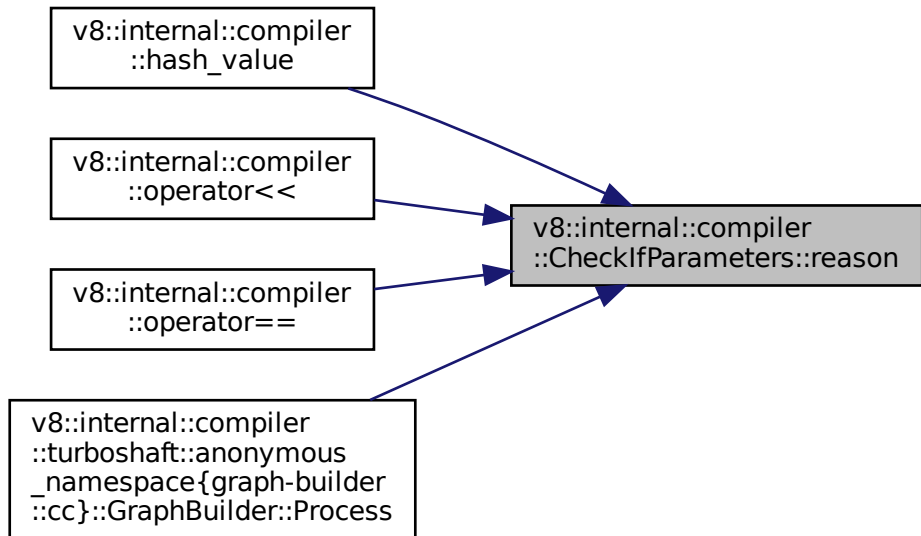 v8::internal::compiler
::hash_value
v8::internal::compiler
::operator<<
v8::internal::compiler
::CheckIfParameters::reason
v8::internal::compiler
::operator==
v8::internal::compiler
::turboshaft::anonymous
_namespace{graph-builder
::cc}::GraphBuilder::Process